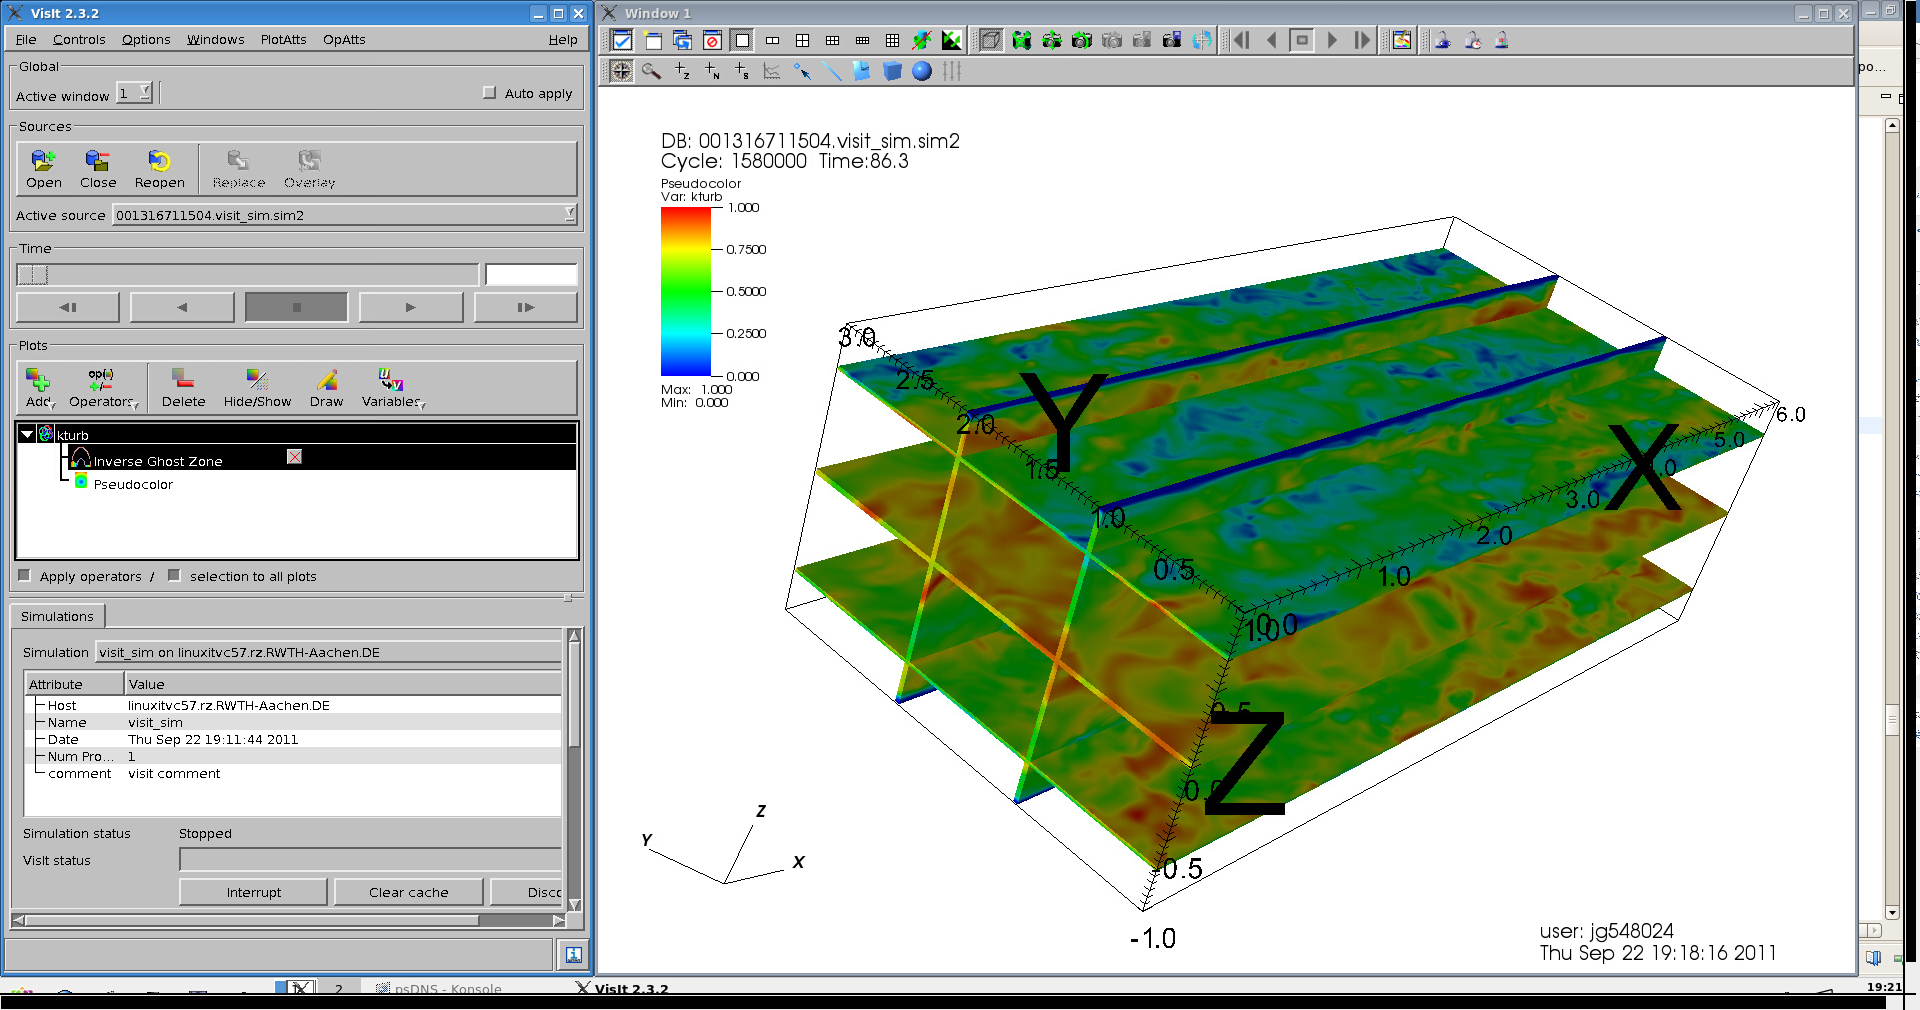 VisIt 2.3.2
File Controls Options Windows PlotAtts OpAtts Help
Global
Active window 1 Auto apply
Sources
Open Close Reopen Replace Overlay
Active source 001316711504.visit_sim.sim2
Time
Plots
Add Operators Delete Hide/Show Draw Variables
kturb
Inverse Ghost Zone
Pseudocolor
Apply operators / selection to all plots
Simulations
Simulation visit_sim on linuxitvc57.rz.RWTH-Aachen.DE
Attribute Value
Host linuxitvc57.rz.RWTH-Aachen.DE
Name visit_sim
Date Thu Sep 22 19:11:44 2011
Num Pro... 1
comment visit comment
Simulation status Stopped
VisIt status
Interrupt Clear cache Disc
Window 1
DB: 001316711504.visit_sim.sim2
Cycle: 1580000 Time:86.3
Pseudocolor
Var: kturb
1.000
0.7500
0.5000
0.2500
0.000
Max: 1.000
Min: 0.000
3.0
2.5
2.0
1.5
1.0
0.5
Y
6.0
5.0
X
3.0
2.0
1.0
0.0
1.0
0.5
Z
0.0
-0.5
-1.0
Z
Y
X
user: jg548024
Thu Sep 22 19:18:16 2011
po...
2 psDNS - Konsole VisIt 2.3.2 19:21